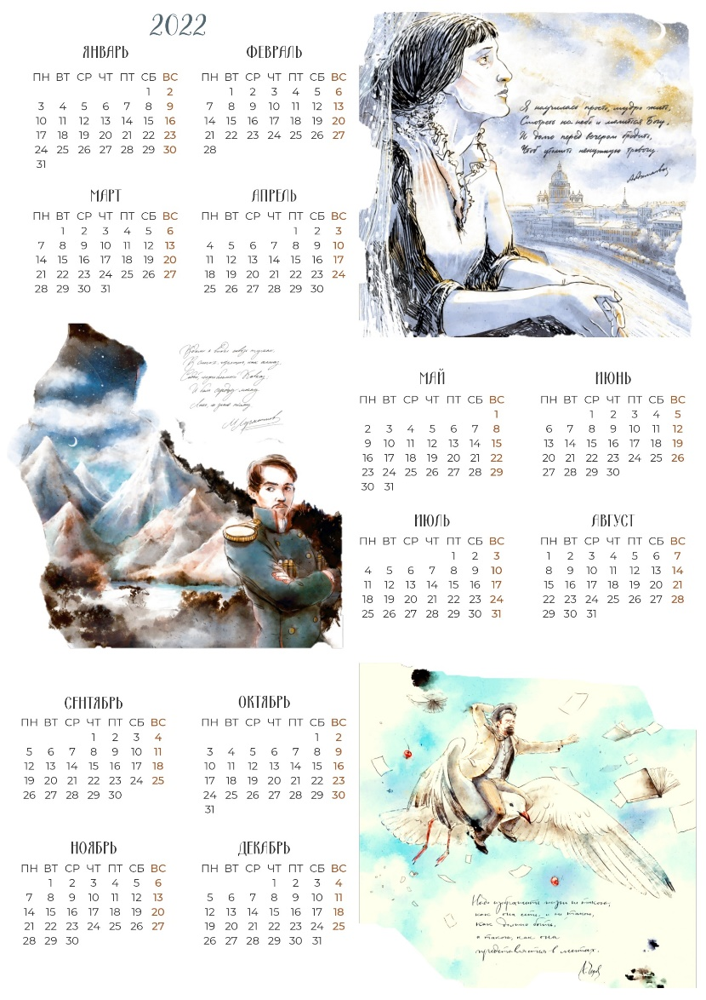 2022
ЯНВАРЬ
ПН ВТ СР ЧТ ПТ СБ ВС
1 2
3 4 5 6 7 8 9
10 11 12 13 14 15 16
17 18 19 20 21 22 23
24 25 26 27 28 29 30
31
ФЕВРАЛЬ
ПН ВТ СР ЧТ ПТ СБ ВС
1 2 3 4 5 6
7 8 9 10 11 12 13
14 15 16 17 18 19 20
21 22 23 24 25 26 27
28
МАРТ
ПН ВТ СР ЧТ ПТ СБ ВС
1 2 3 4 5 6
7 8 9 10 11 12 13
14 15 16 17 18 19 20
21 22 23 24 25 26 27
28 29 30 31
АПРЕЛЬ
ПН ВТ СР ЧТ ПТ СБ ВС
1 2 3
4 5 6 7 8 9 10
11 12 13 14 15 16 17
18 19 20 21 22 23 24
25 26 27 28 29 30
Я научилась просто, мудро жить,
Смотреть на небо и молиться Богу,
И долго перед вечером бродить,
Чтоб утомить ненужную тревогу.
А. Ахматова
Кавказ
М. Лермонтов
МАЙ
ПН ВТ СР ЧТ ПТ СБ ВС
1
2 3 4 5 6 7 8
9 10 11 12 13 14 15
16 17 18 19 20 21 22
23 24 25 26 27 28 29
30 31
ИЮНЬ
ПН ВТ СР ЧТ ПТ СБ ВС
1 2 3 4 5
6 7 8 9 10 11 12
13 14 15 16 17 18 19
20 21 22 23 24 25 26
27 28 29 30
ИЮЛЬ
ПН ВТ СР ЧТ ПТ СБ ВС
1 2 3
4 5 6 7 8 9 10
11 12 13 14 15 16 17
18 19 20 21 22 23 24
25 26 27 28 29 30 31
АВГУСТ
ПН ВТ СР ЧТ ПТ СБ ВС
1 2 3 4 5 6 7
8 9 10 11 12 13 14
15 16 17 18 19 20 21
22 23 24 25 26 27 28
29 30 31
СЕНТЯБРЬ
ПН ВТ СР ЧТ ПТ СБ ВС
1 2 3 4
5 6 7 8 9 10 11
12 13 14 15 16 17 18
19 20 21 22 23 24 25
26 27 28 29 30
ОКТЯБРЬ
ПН ВТ СР ЧТ ПТ СБ ВС
1 2
3 4 5 6 7 8 9
10 11 12 13 14 15 16
17 18 19 20 21 22 23
24 25 26 27 28 29 30
31
НОЯБРЬ
ПН ВТ СР ЧТ ПТ СБ ВС
1 2 3 4 5 6
7 8 9 10 11 12 13
14 15 16 17 18 19 20
21 22 23 24 25 26 27
28 29 30
ДЕКАБРЬ
ПН ВТ СР ЧТ ПТ СБ ВС
1 2 3 4
5 6 7 8 9 10 11
12 13 14 15 16 17 18
19 20 21 22 23 24 25
26 27 28 29 30 31
Надо изображать жизнь не такою,
как она есть, и не такою,
как должно быть,
а такою, как она
представляется в мечтах.
А. Чехов